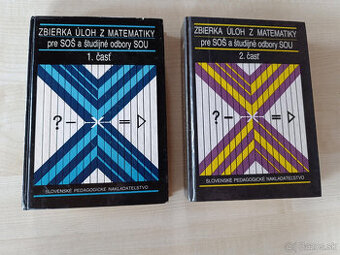 ZBIERKA ÚLOH Z MATEMATIKY
pre SOŠ a študijné odbory SOU
1. časť
?– = ▷
SLOVENSKÉ PEDAGOGICKÉ NAKLADATEĽSTVO
ZBIERKA ÚLOH Z MATEMATIKY
pre SOŠ a študijné odbory SOU
2. časť
?– = ▷
SLOVENSKÉ PEDAGOGICKÉ NAKLADATEĽSTVO